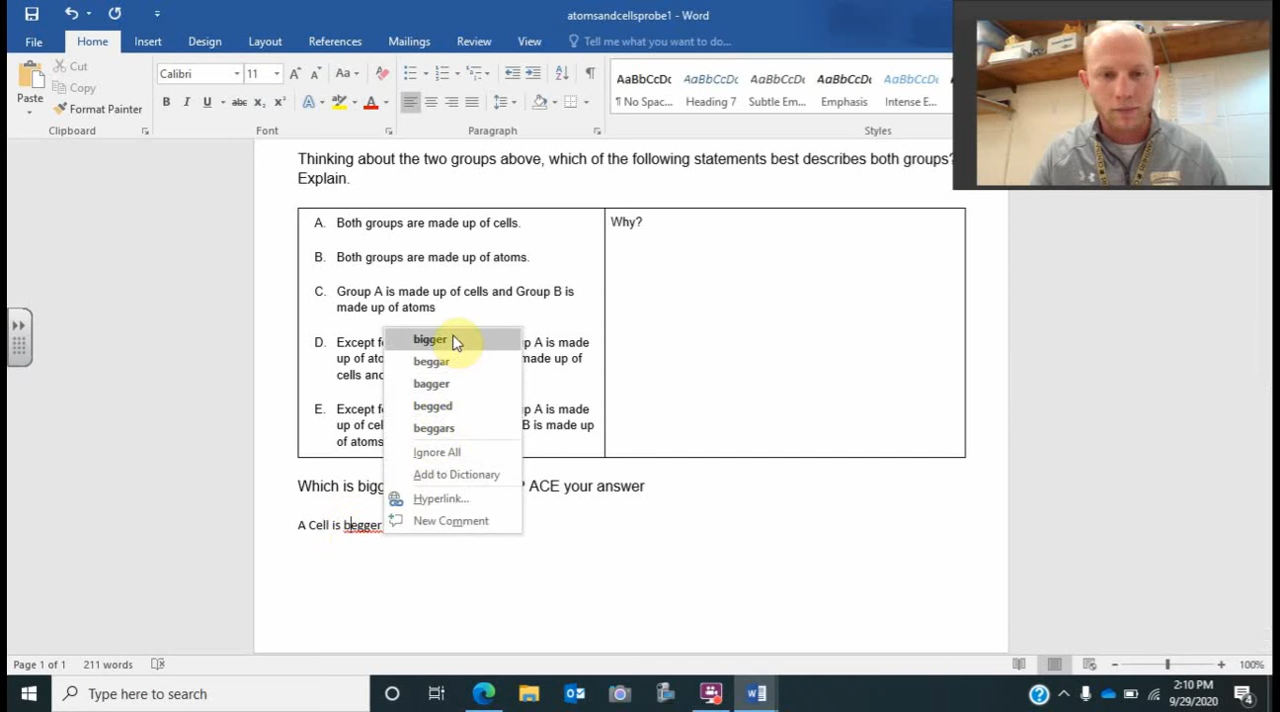 atomsandcellsprobe1 - Word
File Home Insert Design Layout References Mailings Review View Tell me what you want to do...
Paste
Cut
Copy
Format Painter
Calibri 11
Aa
B I U abc x₂ x² A A
AaBbCcDc AaBbCcDc AaBbCcDc AaBbCcDc AaBbCcDc
¶ No Spac... Heading 7 Subtle Em... Emphasis Intense E...
Clipboard Font Paragraph Styles
Thinking about the two groups above, which of the following statements best describes both groups?
Explain.
A. Both groups are made up of cells.
B. Both groups are made up of atoms.
C. Group A is made up of cells and Group B is
made up of atoms
D. Except p A is made
up of made up of
cells
E. Except p A is made
up of B is made up
of atoms
Why?
bigger
beggar
bagger
begged
beggars
Ignore All
Add to Dictionary
Hyperlink...
New Comment
Which is ? ACE your answer
A Cell is begger
Page 1 of 1 211 words 100%
Type here to search
2:10 PM
9/29/2020
4